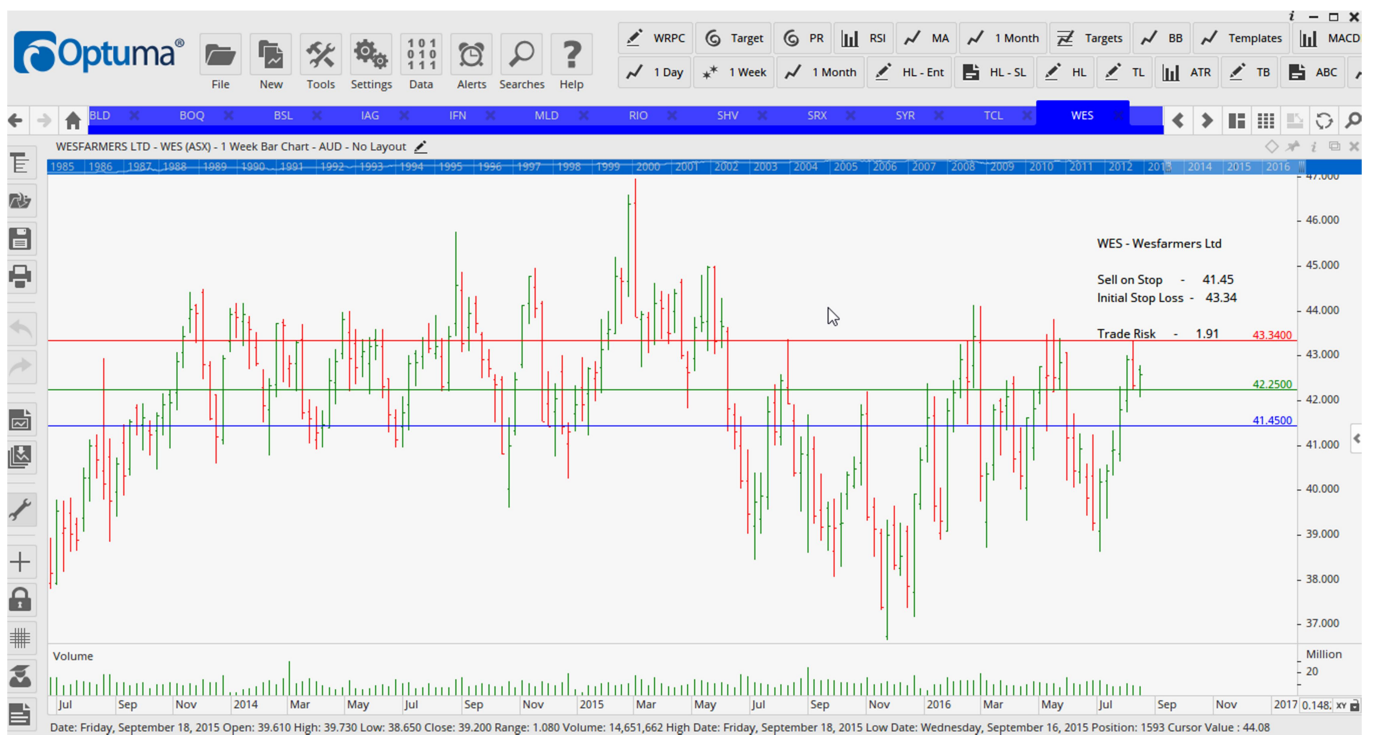 i
Optuma®
File New Tools Settings Data Alerts Searches Help
WRPC Target PR RSI MA 1 Month Targets BB Templates MACD
1 Day 1 Week 1 Month HL - Ent HL - SL HL TL ATR TB ABC
BLD BOQ BSL IAG IFN MLD RIO SHV SRX SYR TCL WES
WESFARMERS LTD - WES (ASX) - 1 Week Bar Chart - AUD - No Layout
1985 1986 1987 1988 1989 1990 1991 1992 1993 1994 1995 1996 1997 1998 1999 2000 2001 2002 2003 2004 2005 2006 2007 2008 2009 2010 2011 2012 2013 2014 2015 2016
47.000
46.000
WES - Wesfarmers Ltd
45.000
Sell on Stop - 41.45
Initial Stop Loss - 43.34
44.000
Trade Risk - 1.91
43.3400
43.000
42.2500
42.000
41.4500
41.000
40.000
39.000
38.000
37.000
Volume
Million
20
Jul Sep Nov 2014 Mar May Jul Sep Nov 2015 Mar May Jul Sep Nov 2016 Mar May Jul Sep Nov 2017 0.148 XY
Date: Friday, September 18, 2015 Open: 39.610 High: 39.730 Low: 38.650 Close: 39.200 Range: 1.080 Volume: 14,651,662 High Date: Friday, September 18, 2015 Low Date: Wednesday, September 16, 2015 Position: 1593 Cursor Value : 44.08